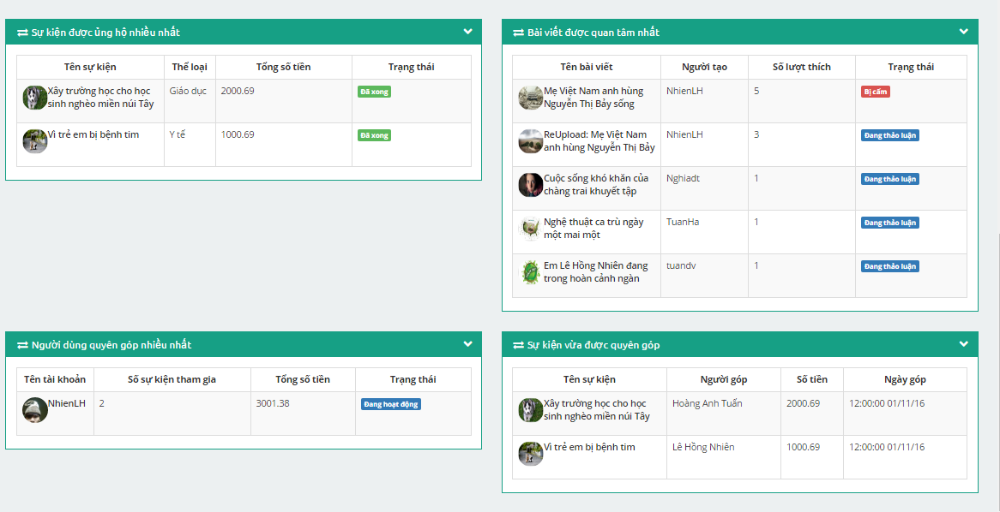 Sự kiện được ủng hộ nhiều nhất
Tên sự kiện Thể loại Tổng số tiền Trạng thái
Xây trường học cho học sinh nghèo miền núi Tây Giáo dục 2000.69 Đã xong
Vì trẻ em bị bệnh tim Y tế 1000.69 Đã xong
Bài viết được quan tâm nhất
Tên bài viết Người tạo Số lượt thích Trạng thái
Mẹ Việt Nam anh hùng Nguyễn Thị Bảy sống NhienLH 5 Bị cấm
ReUpload: Mẹ Việt Nam anh hùng Nguyễn Thị Bảy NhienLH 3 Đang thảo luận
Cuộc sống khó khăn của chàng trai khuyết tập Nghiadt 1 Đang thảo luận
Nghệ thuật ca trù ngày một mai một TuanHa 1 Đang thảo luận
Em Lê Hồng Nhiên đang trong hoàn cảnh ngàn tuandv 1 Đang thảo luận
Người dùng quyên góp nhiều nhất
Tên tài khoản Số sự kiện tham gia Tổng số tiền Trạng thái
NhienLH 2 3001.38 Đang hoạt động
Sự kiện vừa được quyên góp
Tên sự kiện Người góp Số tiền Ngày góp
Xây trường học cho học sinh nghèo miền núi Tây Hoàng Anh Tuấn 2000.69 12:00:00 01/11/16
Vì trẻ em bị bệnh tim Lê Hồng Nhiên 1000.69 12:00:00 01/11/16